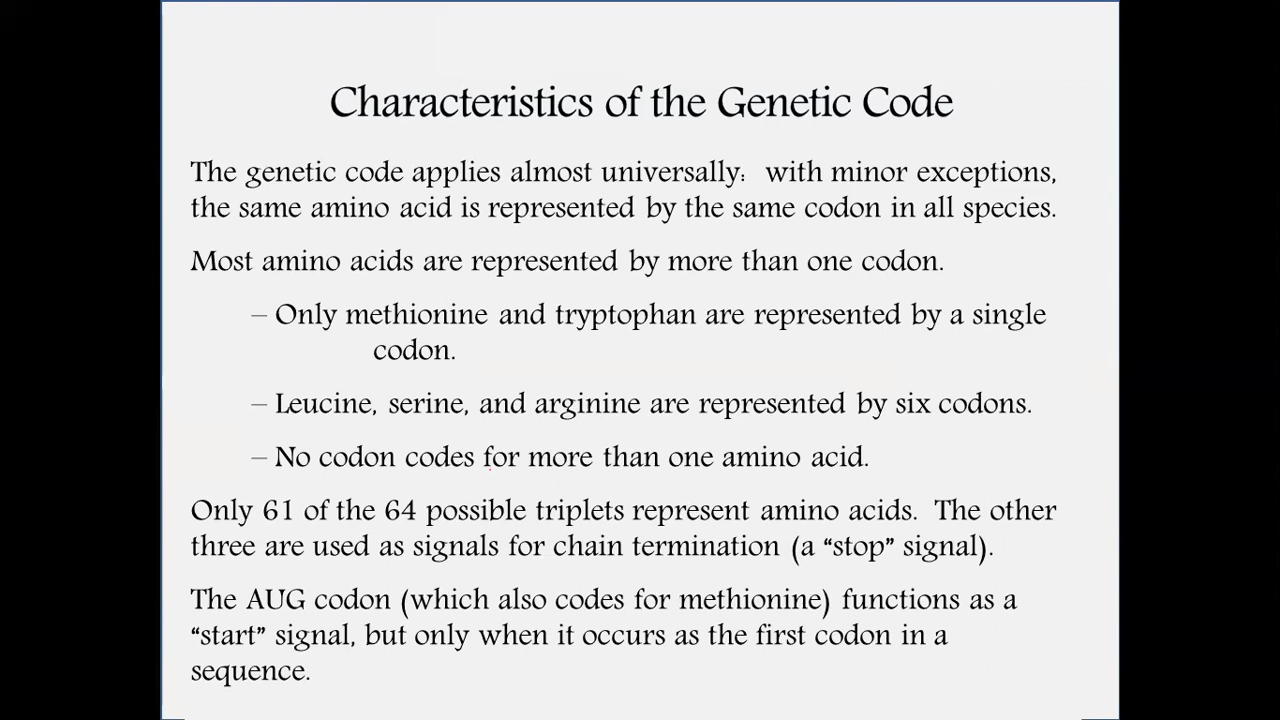 Characteristics of the Genetic Code
The genetic code applies almost universally:  with minor exceptions,
the same amino acid is represented by the same codon in all species.
Most amino acids are represented by more than one codon.
– Only methionine and tryptophan are represented by a single
codon.
– Leucine, serine, and arginine are represented by six codons.
– No codon codes for more than one amino acid.
Only 61 of the 64 possible triplets represent amino acids.  The other
three are used as signals for chain termination (a “stop” signal).
The AUG codon (which also codes for methionine) functions as a
“start” signal, but only when it occurs as the first codon in a
sequence.